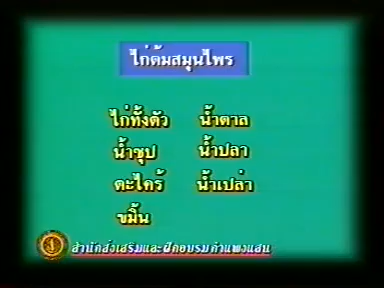 ไก่ต้มสมุนไพร
ไก่ทั้งตัว น้ำตาล
น้ำซุป น้ำปลา
ตะไคร้ น้ำเปล่า
ขมิ้น
สำนักส่งเสริมและฝึกอบรมกำแพงแสน